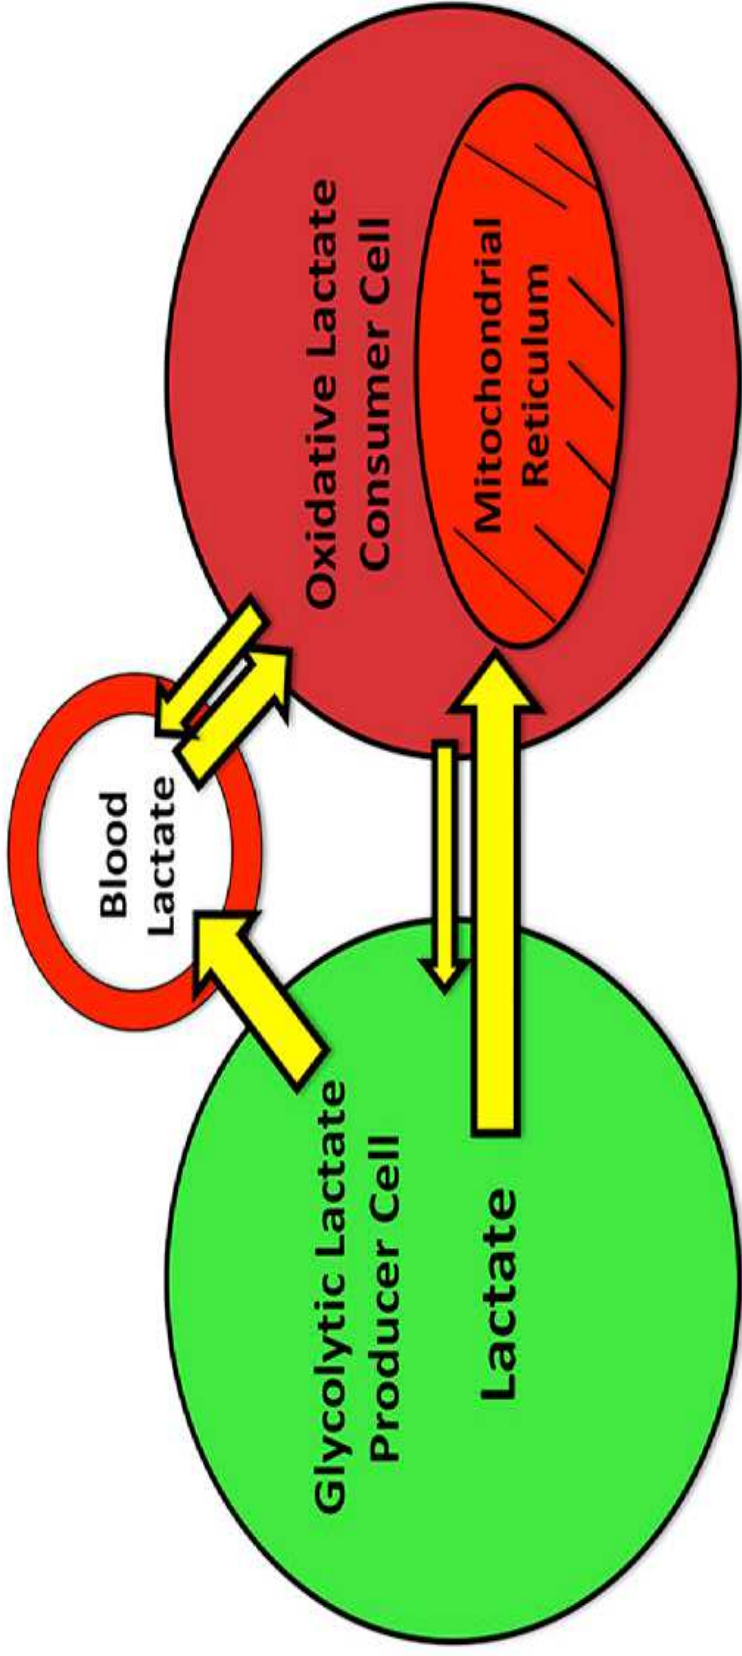 Blood
Lactate
Glycolytic Lactate
Producer Cell
Lactate
Oxidative Lactate
Consumer Cell
Mitochondrial
Reticulum